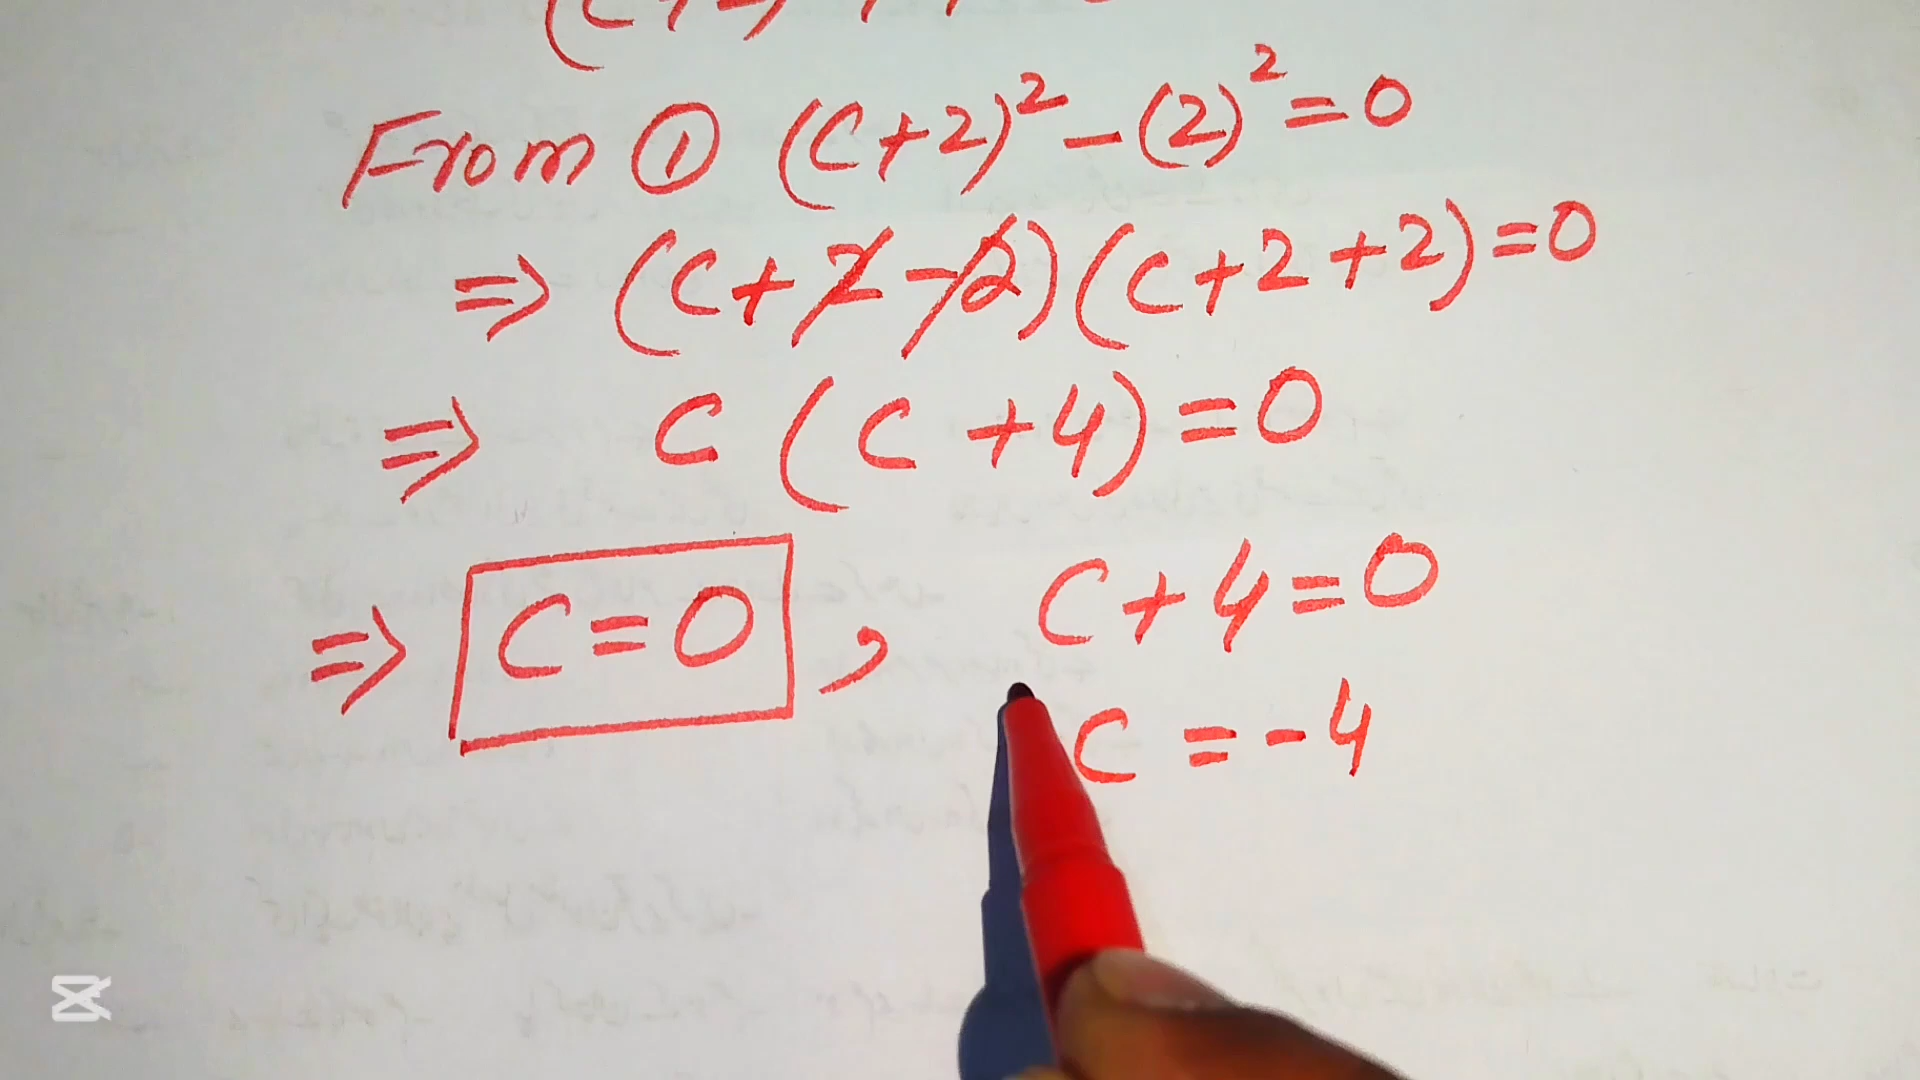 From ① (C+2)² - (2)² = 0
⇒ (C+2-2)(C+2+2)=0
⇒ C (C +4)=0
⇒ C=0 , C+4=0
C = -4